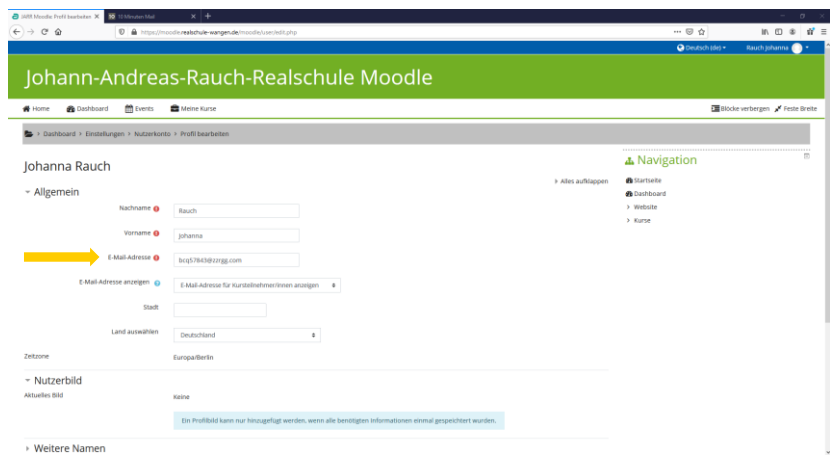 JARR Moodle Profil bearbeiten
10 10 Minuten Mail
https://moodle.realschule-wangen.de/moodle/user/edit.php
Deutsch (de)
Rauch Johanna
Johann-Andreas-Rauch-Realschule Moodle
Home
Dashboard
Events
Meine Kurse
Blöcke verbergen
Feste Breite
Dashboard > Einstellungen > Nutzerkonto > Profil bearbeiten
Johanna Rauch
Alles aufklappen
Allgemein
Nachname
Rauch
Vorname
Johanna
E-Mail-Adresse
bcq57843@zzrgg.com
E-Mail-Adresse anzeigen
E-Mail-Adresse für Kursteilnehmer/innen anzeigen
Stadt
Land auswählen
Deutschland
Zeitzone
Europa/Berlin
Nutzerbild
Aktuelles Bild
Keine
Ein Profilbild kann nur hinzugefügt werden, wenn alle benötigten Informationen einmal gespeichert wurden.
Weitere Namen
Navigation
Startseite
Dashboard
Website
Kurse